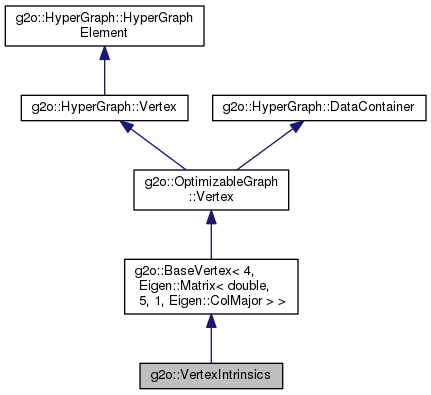 g2o::HyperGraph::HyperGraph
Element
g2o::HyperGraph::Vertex
g2o::HyperGraph::DataContainer
g2o::OptimizableGraph
::Vertex
g2o::BaseVertex< 4,
Eigen::Matrix< double,
5, 1, Eigen::ColMajor > >
g2o::VertexIntrinsics